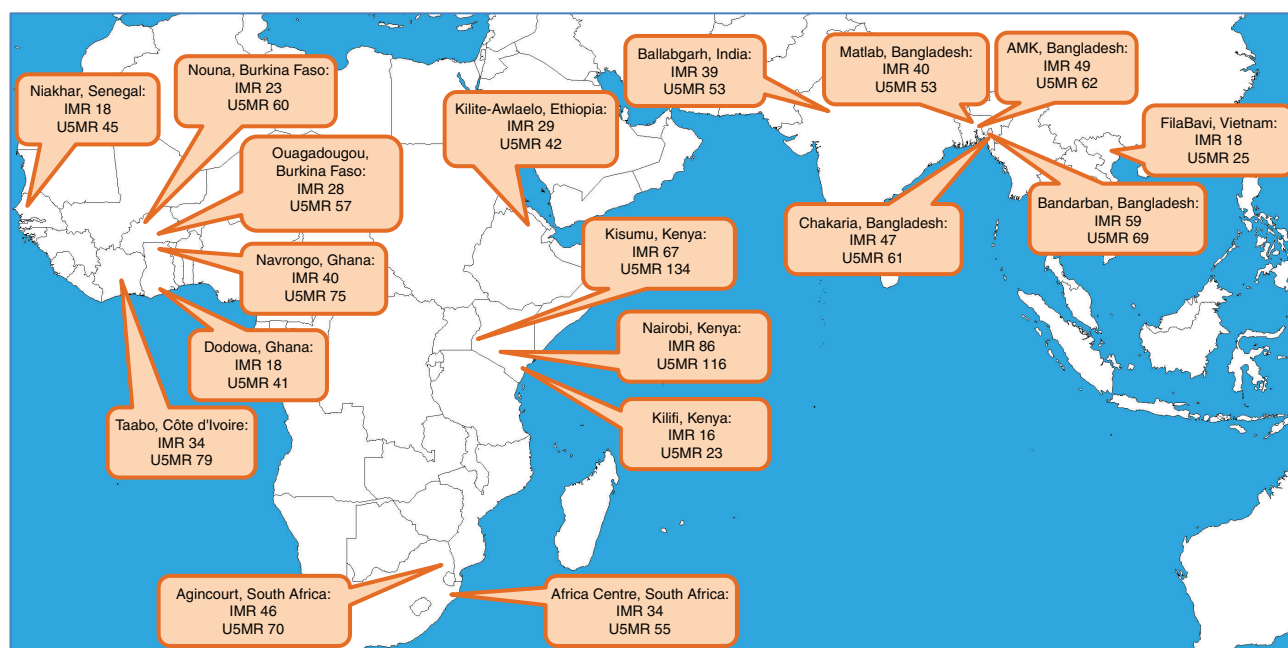 Niakhar, Senegal:
IMR 18
U5MR 45
Nouna, Burkina Faso:
IMR 23
U5MR 60
Ouagadougou,
Burkina Faso:
IMR 28
U5MR 57
Navrongo, Ghana:
IMR 40
U5MR 75
Dodowa, Ghana:
IMR 18
U5MR 41
Taabo, Côte d'Ivoire:
IMR 34
U5MR 79
Kilite-Awlaelo, Ethiopia:
IMR 29
U5MR 42
Kisumu, Kenya:
IMR 67
U5MR 134
Nairobi, Kenya:
IMR 86
U5MR 116
Kilifi, Kenya:
IMR 16
U5MR 23
Agincourt, South Africa:
IMR 46
U5MR 70
Africa Centre, South Africa:
IMR 34
U5MR 55
Ballabgarh, India:
IMR 39
U5MR 53
Matlab, Bangladesh:
IMR 40
U5MR 53
AMK, Bangladesh:
IMR 49
U5MR 62
FilaBavi, Vietnam:
IMR 18
U5MR 25
Chakaria, Bangladesh:
IMR 47
U5MR 61
Bandarban, Bangladesh:
IMR 59
U5MR 69